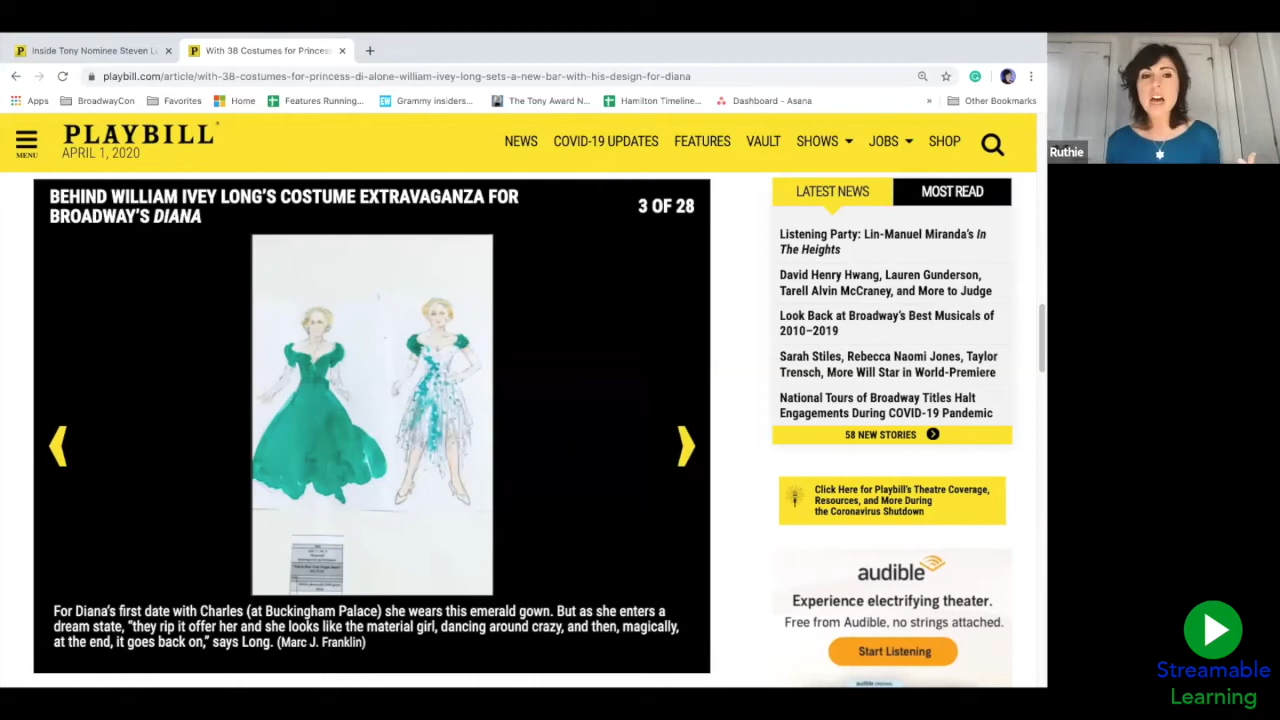 Inside Tony Nominee Steven Lu
With 38 Costumes for Princess
playbill.com/article/with-38-costumes-for-princess-di-alone-william-ivey-long-sets-a-new-bar-with-his-design-for-diana
Apps BroadwayCon Favorites Home Features Running... Grammy insiders... The Tony Award N... Hamilton Timeline... Dashboard - Asana » Other Bookmarks
MENU
PLAYBILL
APRIL 1, 2020
NEWS COVID-19 UPDATES FEATURES VAULT SHOWS JOBS SHOP
Ruthie
BEHIND WILLIAM IVEY LONG'S COSTUME EXTRAVAGANZA FOR
BROADWAY'S DIANA
3 OF 28
For Diana's first date with Charles (at Buckingham Palace) she wears this emerald gown. But as she enters a
dream state, “they rip it offer her and she looks like the material girl, dancing around crazy, and then, magically,
at the end, it goes back on,” says Long. (Marc J. Franklin)
LATEST NEWS MOST READ
Listening Party: Lin-Manuel Miranda's In
The Heights
David Henry Hwang, Lauren Gunderson,
Tarell Alvin McCraney, and More to Judge
Look Back at Broadway's Best Musicals of
2010–2019
Sarah Stiles, Rebecca Naomi Jones, Taylor
Trensch, More Will Star in World-Premiere
National Tours of Broadway Titles Halt
Engagements During COVID-19 Pandemic
58 NEW STORIES
Click Here for Playbill's Theatre Coverage,
Resources, and More During
the Coronavirus Shutdown
audible
Experience electrifying theater.
Free from Audible, no strings attached.
Start Listening
audible ORIGINAL
Streamable
Learning